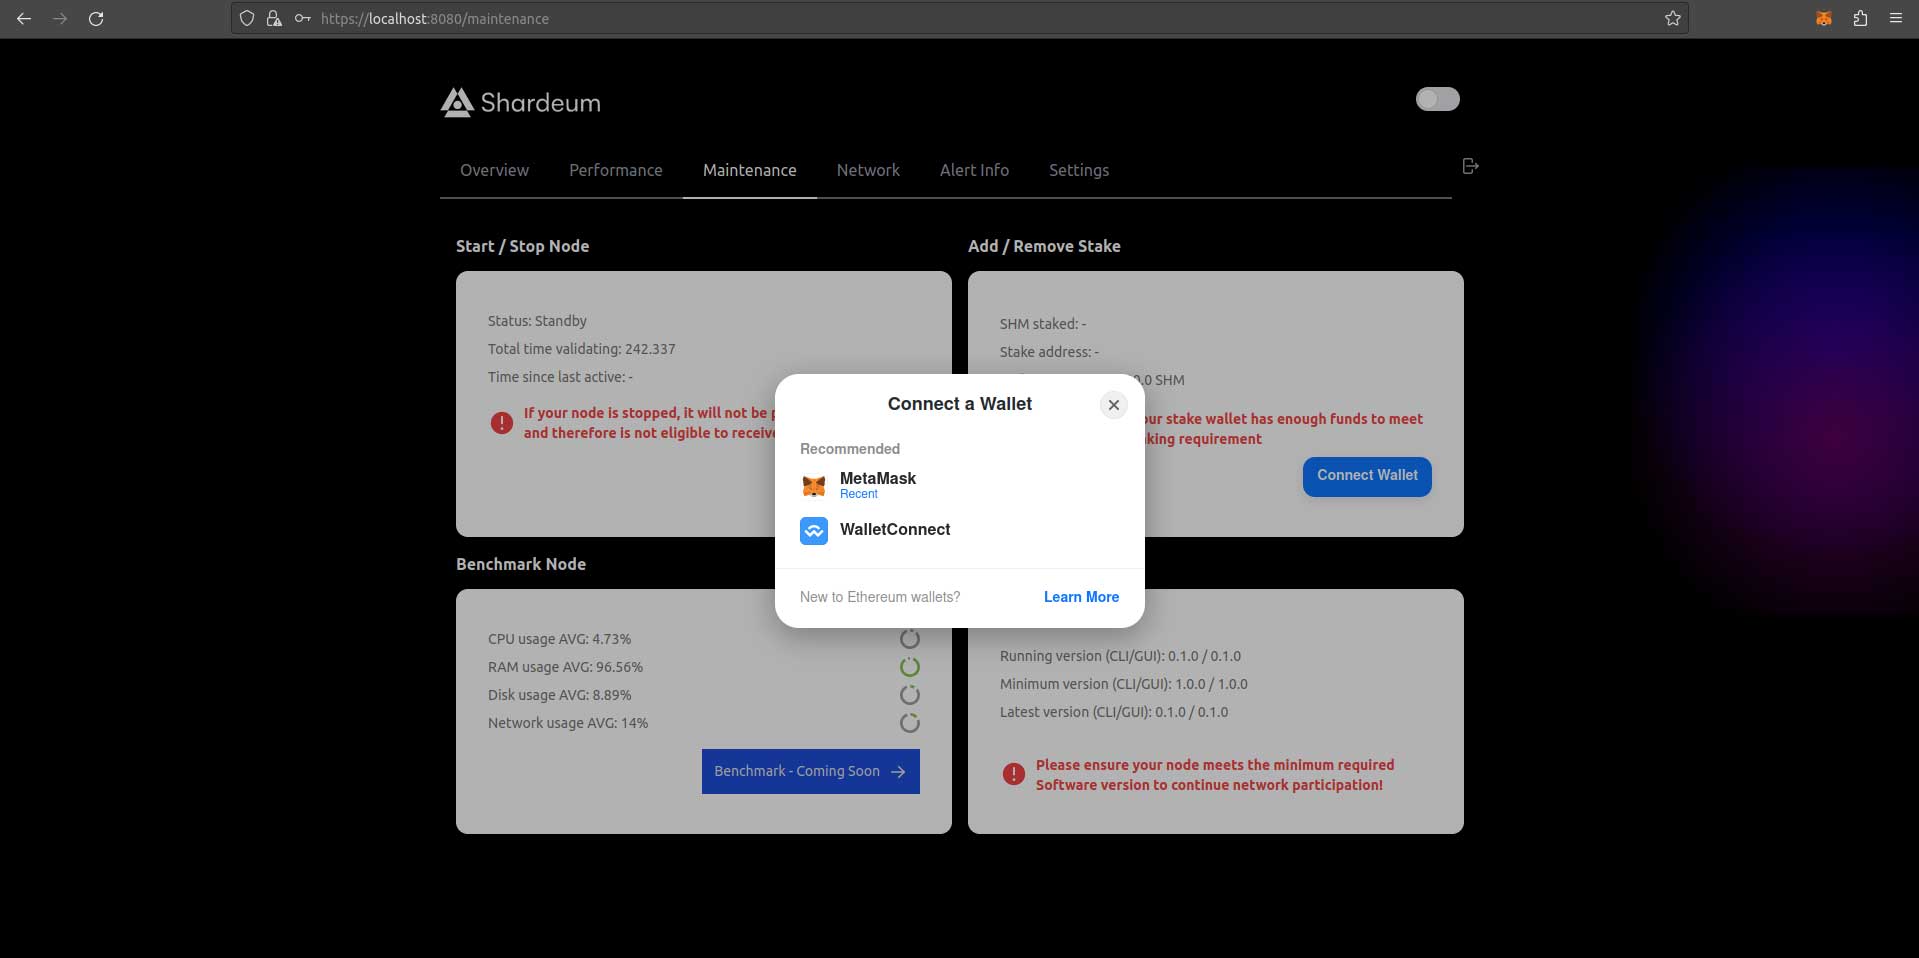 https://localhost:8080/maintenance
Shardeum
Overview Performance Maintenance Network Alert Info Settings
Start / Stop Node
Status: Standby
Total time validating: 242.337
Time since last active: -
If your node is stopped, it will not be
and therefore is not eligible to receive
Add / Remove Stake
SHM staked: -
Stake address: -
0.0 SHM
your stake wallet has enough funds to meet
requirement
Connect Wallet
Connect a Wallet
Recommended
MetaMask
Recent
WalletConnect
New to Ethereum wallets? Learn More
Benchmark Node
CPU usage AVG: 4.73%
RAM usage AVG: 96.56%
Disk usage AVG: 8.89%
Network usage AVG: 14%
Benchmark - Coming Soon
Running version (CLI/GUI): 0.1.0 / 0.1.0
Minimum version (CLI/GUI): 1.0.0 / 1.0.0
Latest version (CLI/GUI): 0.1.0 / 0.1.0
Please ensure your node meets the minimum required
Software version to continue network participation!